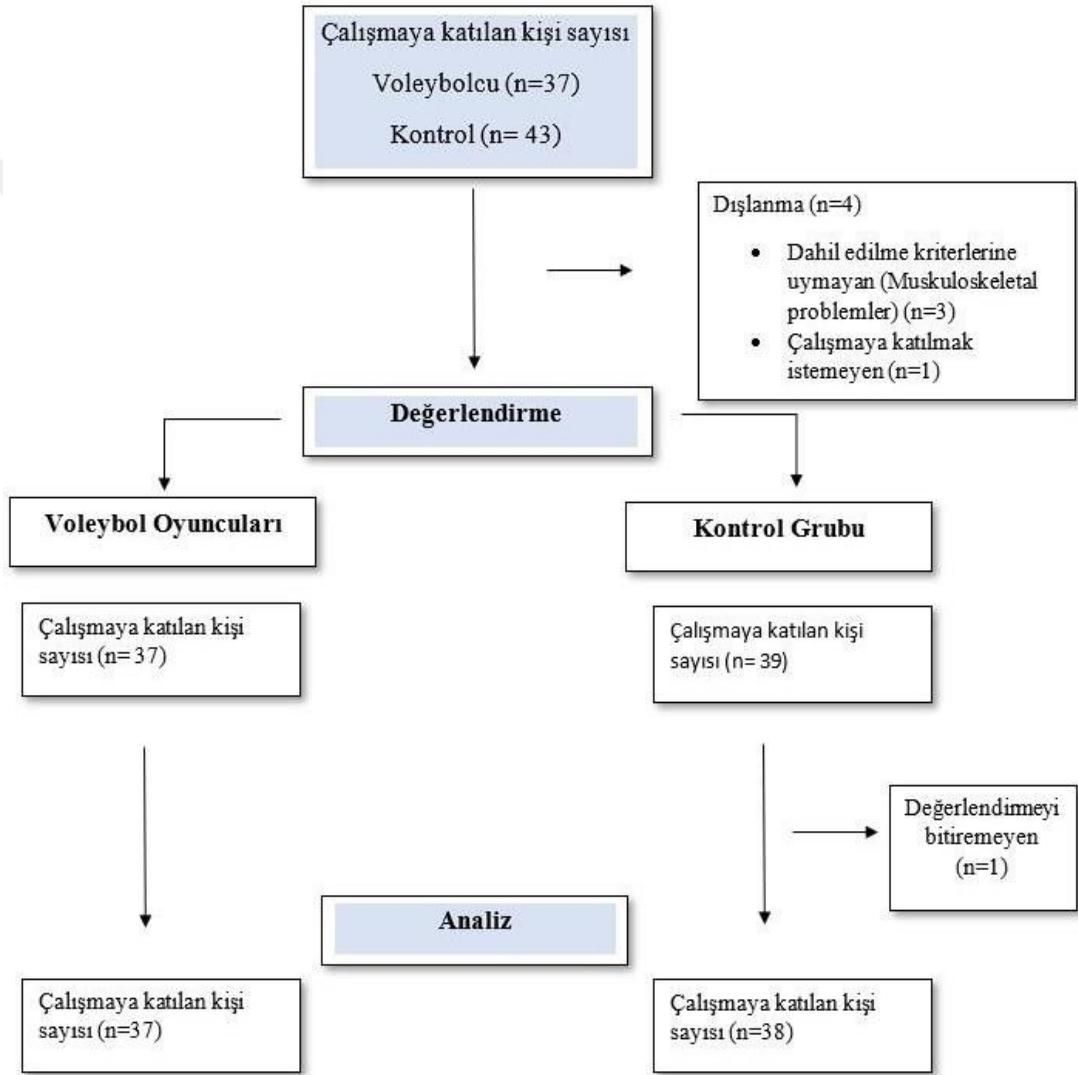 Çalışmaya katılan kişi sayısı
Voleybolcu (n=37)
Kontrol (n= 43)
Dışlanma (n=4)
• Dahil edilme kriterlerine
uymayan (Muskuloskeletal
problemler) (n=3)
• Çalışmaya katılmak
istemeyen (n=1)
Değerlendirme
Voleybol Oyuncuları
Kontrol Grubu
Çalışmaya katılan kişi
sayısı (n= 37)
Çalışmaya katılan kişi
sayısı (n= 39)
Değerlendirmeyi
bitiremeyen
(n=1)
Analiz
Çalışmaya katılan kişi
sayısı (n=37)
Çalışmaya katılan kişi
sayısı (n=38)